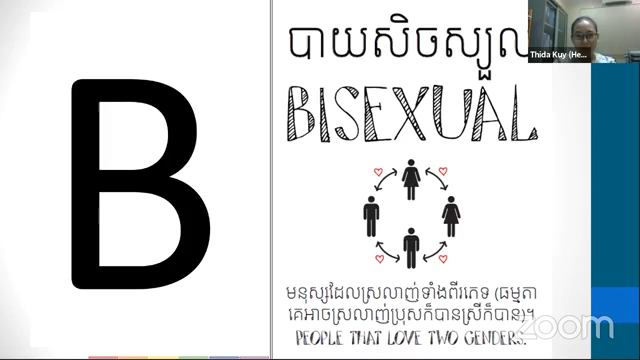 B
បាយសិចស្យួល
Thida Kuy (He...
BISEXUAL
មនុស្សដែលស្រលាញ់ទាំងពីរភេទ (ធម្មតា
គេអាចស្រលាញ់ប្រុសក៏បានស្រីក៏បាន)។
PEOPLE THAT LOVE TWO GENDERS.
zoom